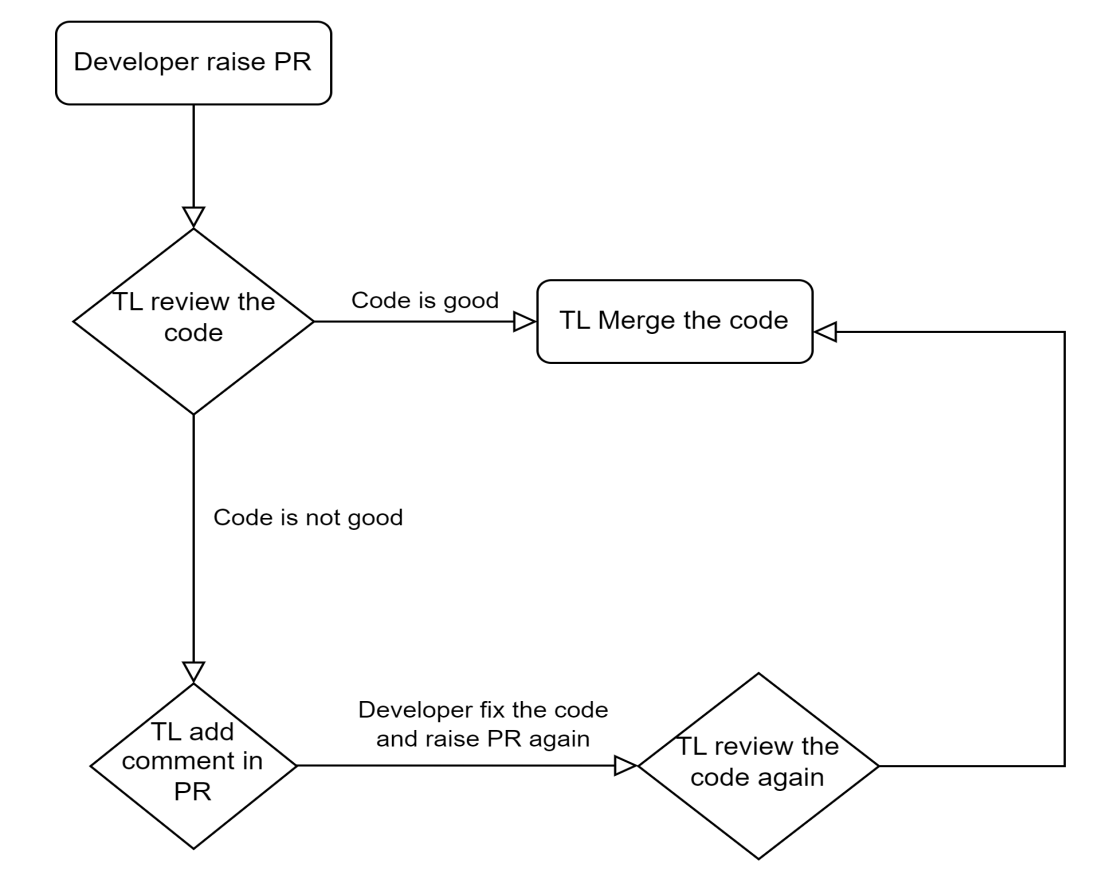 Developer raise PR
TL review the
code
Code is good
TL Merge the code
Code is not good
TL add
comment in
PR
Developer fix the code
and raise PR again
TL review the
code again